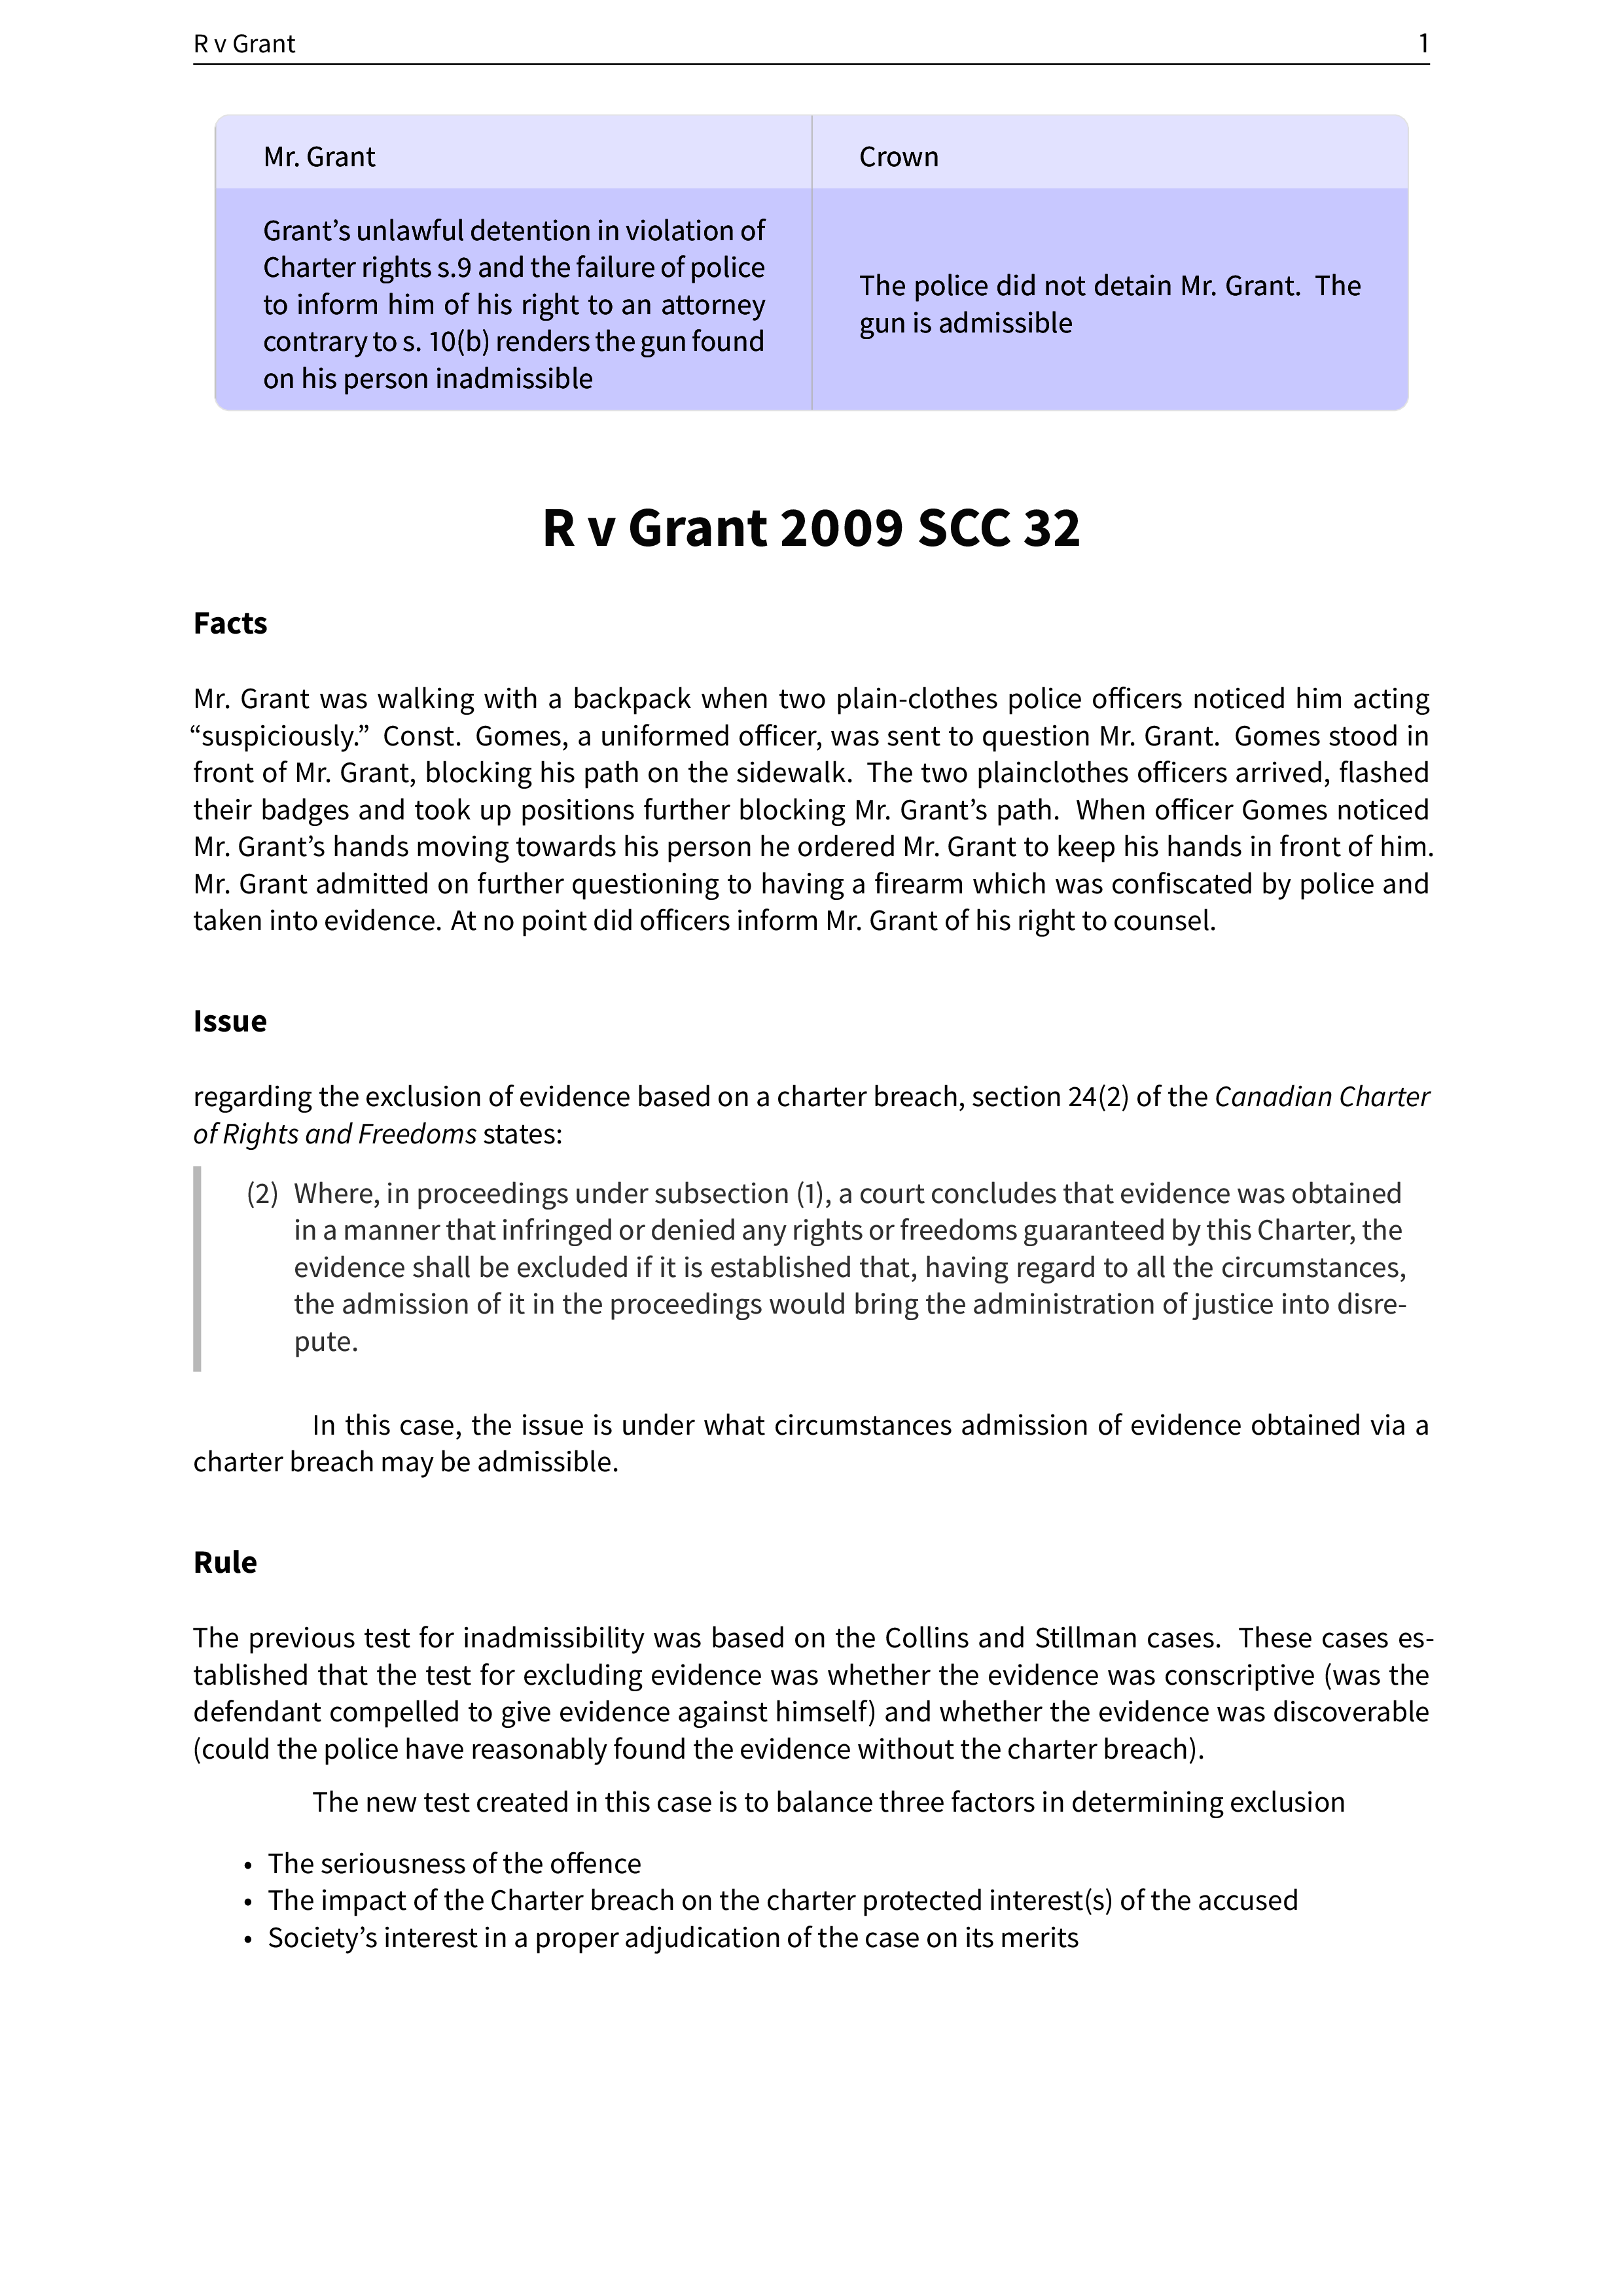 R v Grant 1
Mr. Grant
Crown
Grant’s unlawful detention in violation of
Charter rights s.9 and the failure of police
to inform him of his right to an attorney
contrary to s. 10(b) renders the gun found
on his person inadmissible
The police did not detain Mr. Grant. The
gun is admissible
R v Grant 2009 SCC 32
Facts
Mr. Grant was walking with a backpack when two plain-clothes police officers noticed him acting
“suspiciously.” Const. Gomes, a uniformed officer, was sent to question Mr. Grant. Gomes stood in
front of Mr. Grant, blocking his path on the sidewalk. The two plainclothes officers arrived, flashed
their badges and took up positions further blocking Mr. Grant’s path. When officer Gomes noticed
Mr. Grant’s hands moving towards his person he ordered Mr. Grant to keep his hands in front of him.
Mr. Grant admitted on further questioning to having a firearm which was confiscated by police and
taken into evidence. At no point did officers inform Mr. Grant of his right to counsel.
Issue
regarding the exclusion of evidence based on a charter breach, section 24(2) of the Canadian Charter
of Rights and Freedoms states:
(2) Where, in proceedings under subsection (1), a court concludes that evidence was obtained
in a manner that infringed or denied any rights or freedoms guaranteed by this Charter, the
evidence shall be excluded if it is established that, having regard to all the circumstances,
the admission of it in the proceedings would bring the administration of justice into disre-
pute.
In this case, the issue is under what circumstances admission of evidence obtained via a
charter breach may be admissible.
Rule
The previous test for inadmissibility was based on the Collins and Stillman cases. These cases es-
tablished that the test for excluding evidence was whether the evidence was conscriptive (was the
defendant compelled to give evidence against himself) and whether the evidence was discoverable
(could the police have reasonably found the evidence without the charter breach).
The new test created in this case is to balance three factors in determining exclusion
• The seriousness of the offence
• The impact of the Charter breach on the charter protected interest(s) of the accused
• Society’s interest in a proper adjudication of the case on its merits